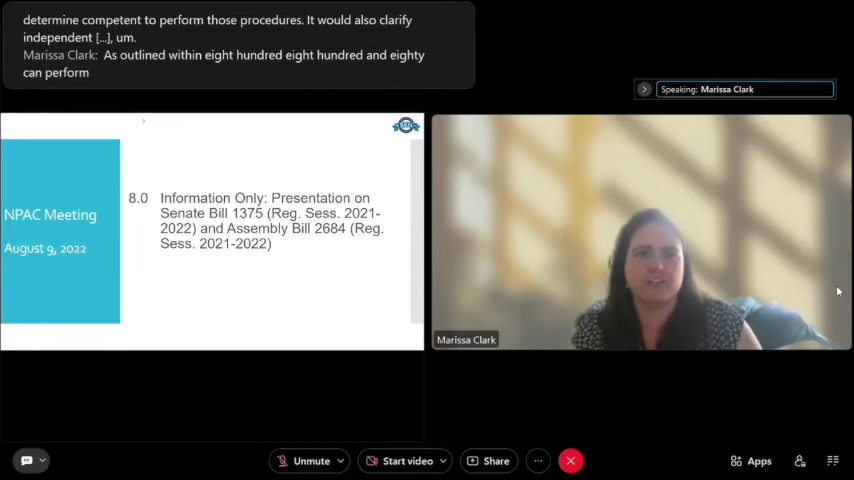 determine competent to perform those procedures. It would also clarify
independent [...], um.
Marissa Clark: As outlined within eight hundred eight hundred and eighty
can perform
Speaking: Marissa Clark
NPAC Meeting
August 9, 2022
8.0 Information Only: Presentation on
Senate Bill 1375 (Reg. Sess. 2021-
2022) and Assembly Bill 2684 (Reg.
Sess. 2021-2022)
Marissa Clark
Unmute
Start video
Share
Apps